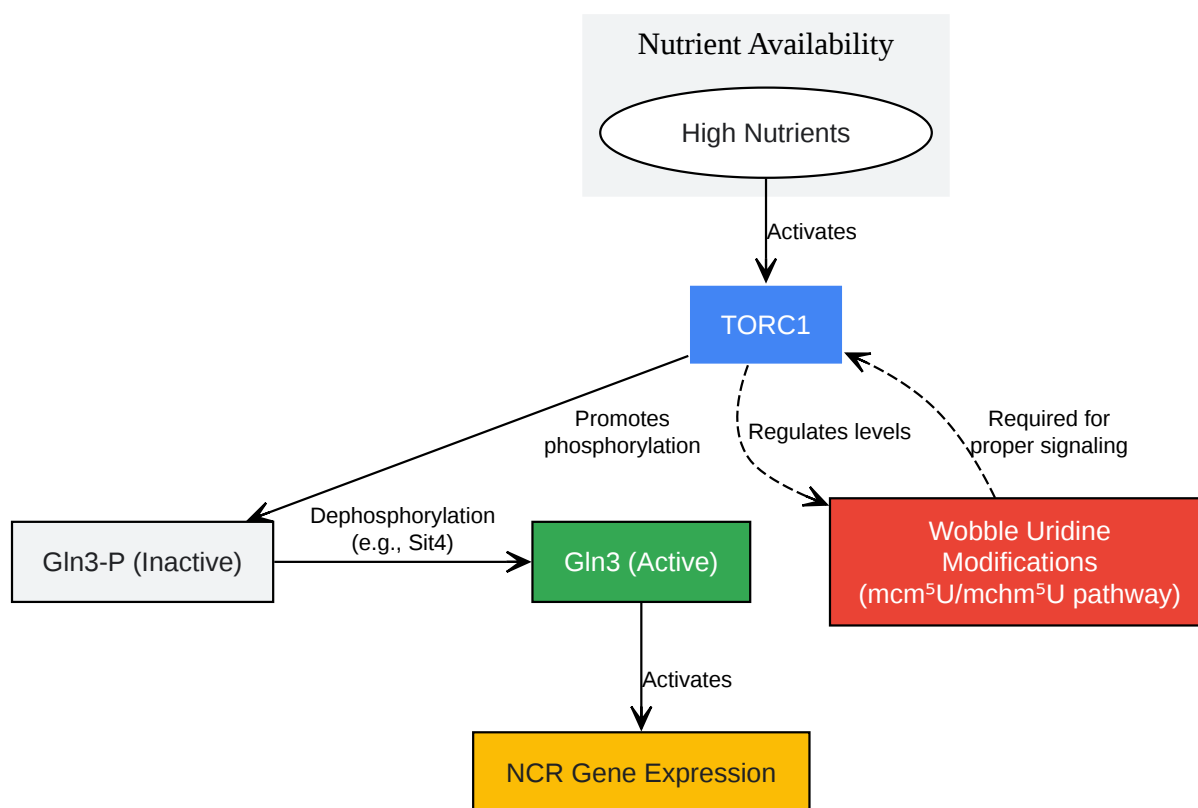 Nutrient Availability
High Nutrients
Activates
TORC1
Promotes
phosphorylation
Regulates levels
Required for
proper signaling
Gln3-P (Inactive)
Dephosphorylation
(e.g., Sit4)
Gln3 (Active)
Wobble Uridine
Modifications
(mcm⁵U/mchm⁵U pathway)
Activates
NCR Gene Expression